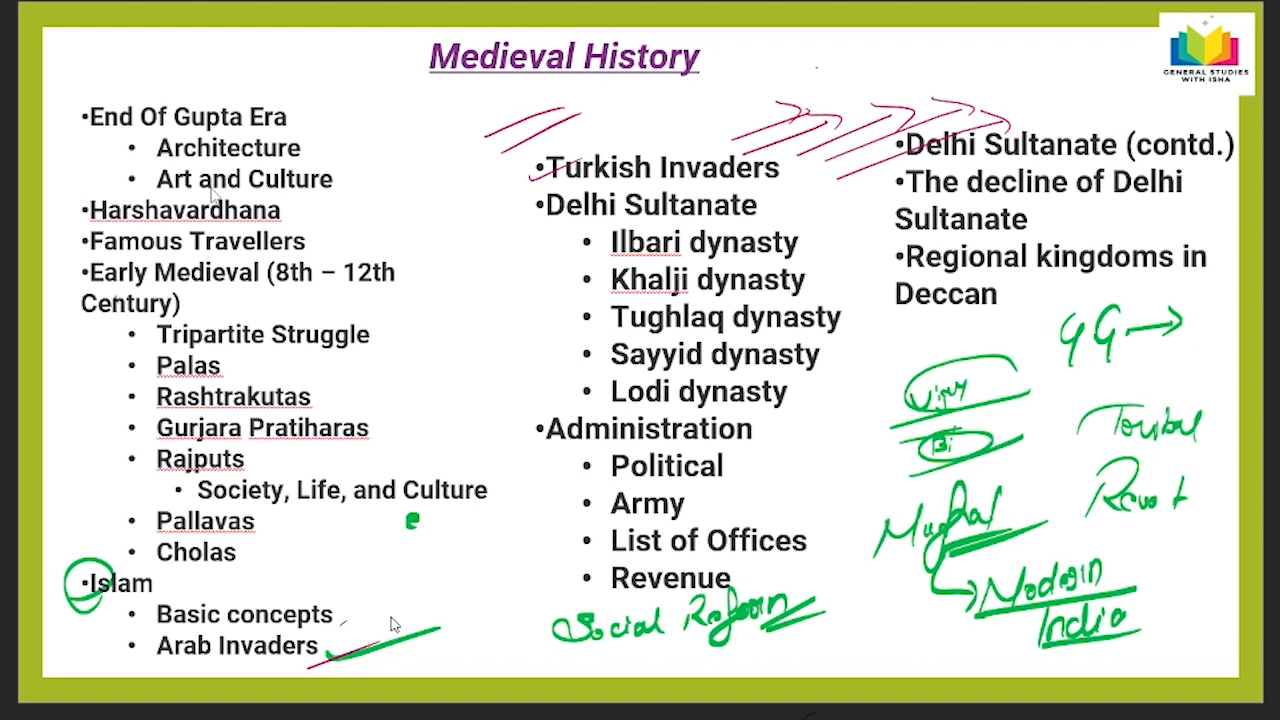 Medieval History
GENERAL STUDIES
WITH ISHA
•End Of Gupta Era
• Architecture
• Art and Culture
•Harshavardhana
•Famous Travellers
•Early Medieval (8th – 12th
Century)
• Tripartite Struggle
• Palas
• Rashtrakutas
• Gurjara Pratiharas
• Rajputs
• Society, Life, and Culture
• Pallavas
• Cholas
•Islam
• Basic concepts
• Arab Invaders
•Turkish Invaders
•Delhi Sultanate
• Ilbari dynasty
• Khalji dynasty
• Tughlaq dynasty
• Sayyid dynasty
• Lodi dynasty
•Administration
• Political
• Army
• List of Offices
• Revenue
Social Reform
•Delhi Sultanate (contd.)
•The decline of Delhi
Sultanate
•Regional kingdoms in
Deccan
Vijay
Mughal
Modern
India
Tribal
Revolt